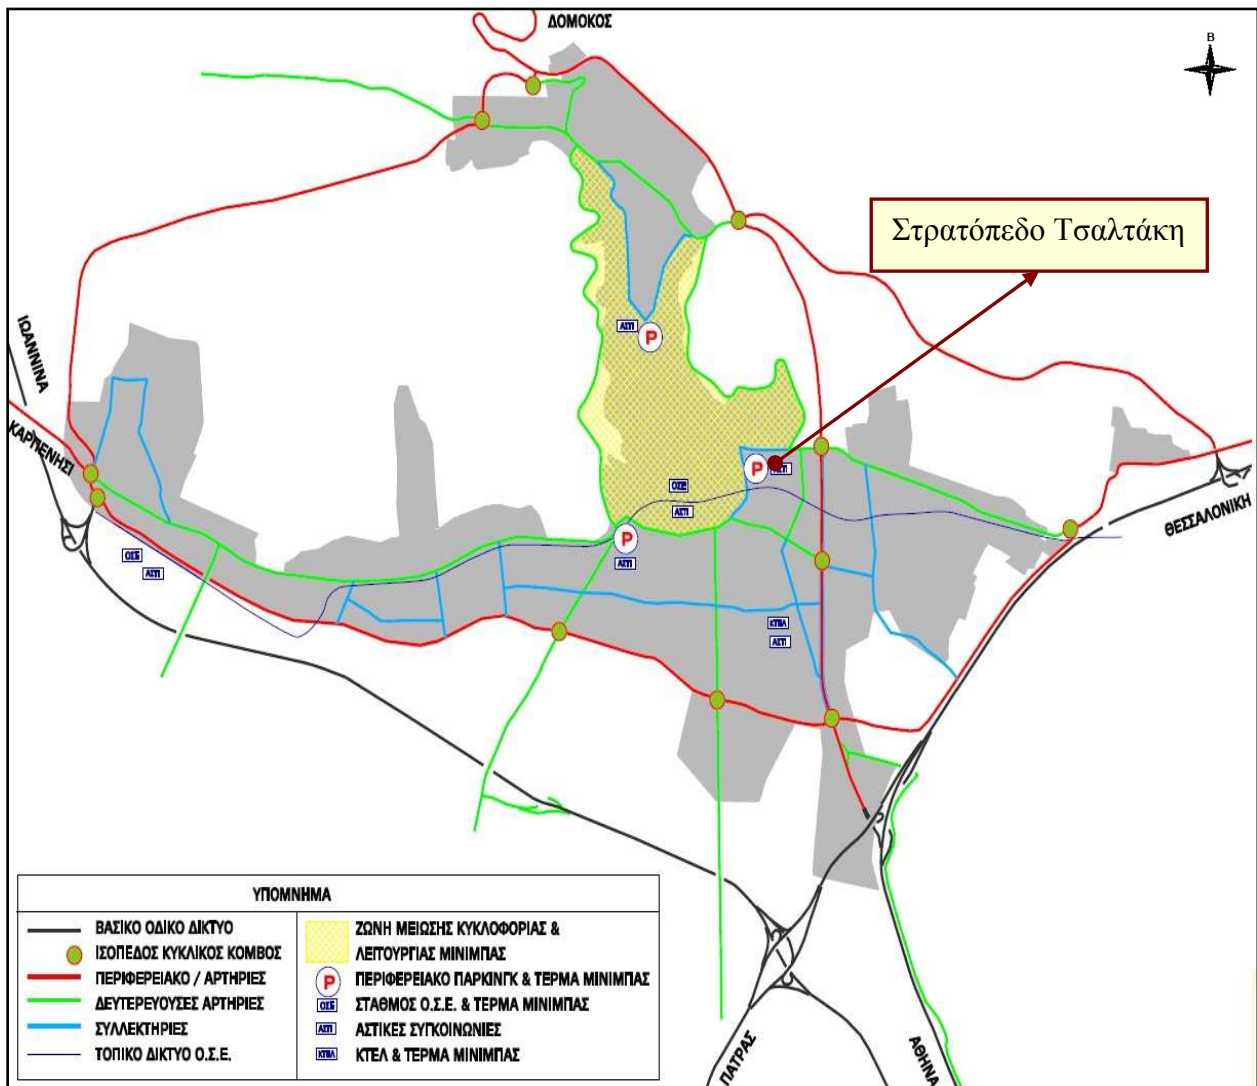 ΔΟΜΟΚΟΣ
Β
Στρατόπεδο Τσαλτάκη
ΙΩΑΝΝΙΝΑ
ΚΑΡΠΕΝΗΣΙ
ΘΕΣΣΑΛΟΝΙΚΗ
ΑΣΤΙ
P
P
ΑΣΤΙ
ΟΣΕ
ΑΣΤΙ
P
ΑΣΤΙ
ΟΣΕ
ΑΣΤΙ
ΚΤΕΛ
ΑΣΤΙ
ΠΑΤΡΑΣ
ΑΘΗΝΑ
ΥΠΟΜΝΗΜΑ
ΒΑΣΙΚΟ ΟΔΙΚΟ ΔΙΚΤΥΟ
ΙΣΟΠΕΔΟΣ ΚΥΚΛΙΚΟΣ ΚΟΜΒΟΣ
ΠΕΡΙΦΕΡΕΙΑΚΟ / ΑΡΤΗΡΙΕΣ
ΔΕΥΤΕΡΕΥΟΥΣΕΣ ΑΡΤΗΡΙΕΣ
ΣΥΛΛΕΚΤΗΡΙΕΣ
ΤΟΠΙΚΟ ΔΙΚΤΥΟ Ο.Σ.Ε.
ΖΩΝΗ ΜΕΙΩΣΗΣ ΚΥΚΛΟΦΟΡΙΑΣ &
ΛΕΙΤΟΥΡΓΙΑΣ ΜΙΝΙΜΠΑΣ
P ΠΕΡΙΦΕΡΕΙΑΚΟ ΠΑΡΚΙΝΓΚ & ΤΕΡΜΑ ΜΙΝΙΜΠΑΣ
ΟΣΕ ΣΤΑΘΜΟΣ Ο.Σ.Ε. & ΤΕΡΜΑ ΜΙΝΙΜΠΑΣ
ΑΣΤΙ ΑΣΤΙΚΕΣ ΣΥΓΚΟΙΝΩΝΙΕΣ
ΚΤΕΛ ΚΤΕΛ & ΤΕΡΜΑ ΜΙΝΙΜΠΑΣ